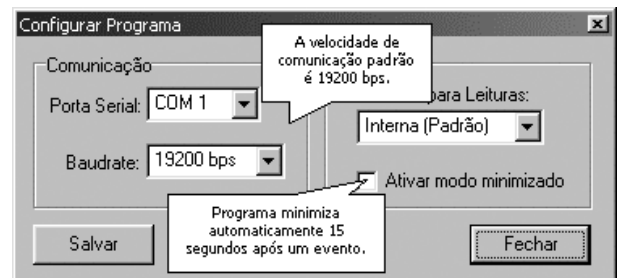 Configurar Programa
A velocidade de
comunicação padrão
é 19200 bps.
Comunicação
Porta Serial: COM 1
Baudrate: 19200 bps
para Leituras:
Interna (Padrão)
Ativar modo minimizado
Programa minimiza
automaticamente 15
segundos após um evento.
Salvar
Fechar